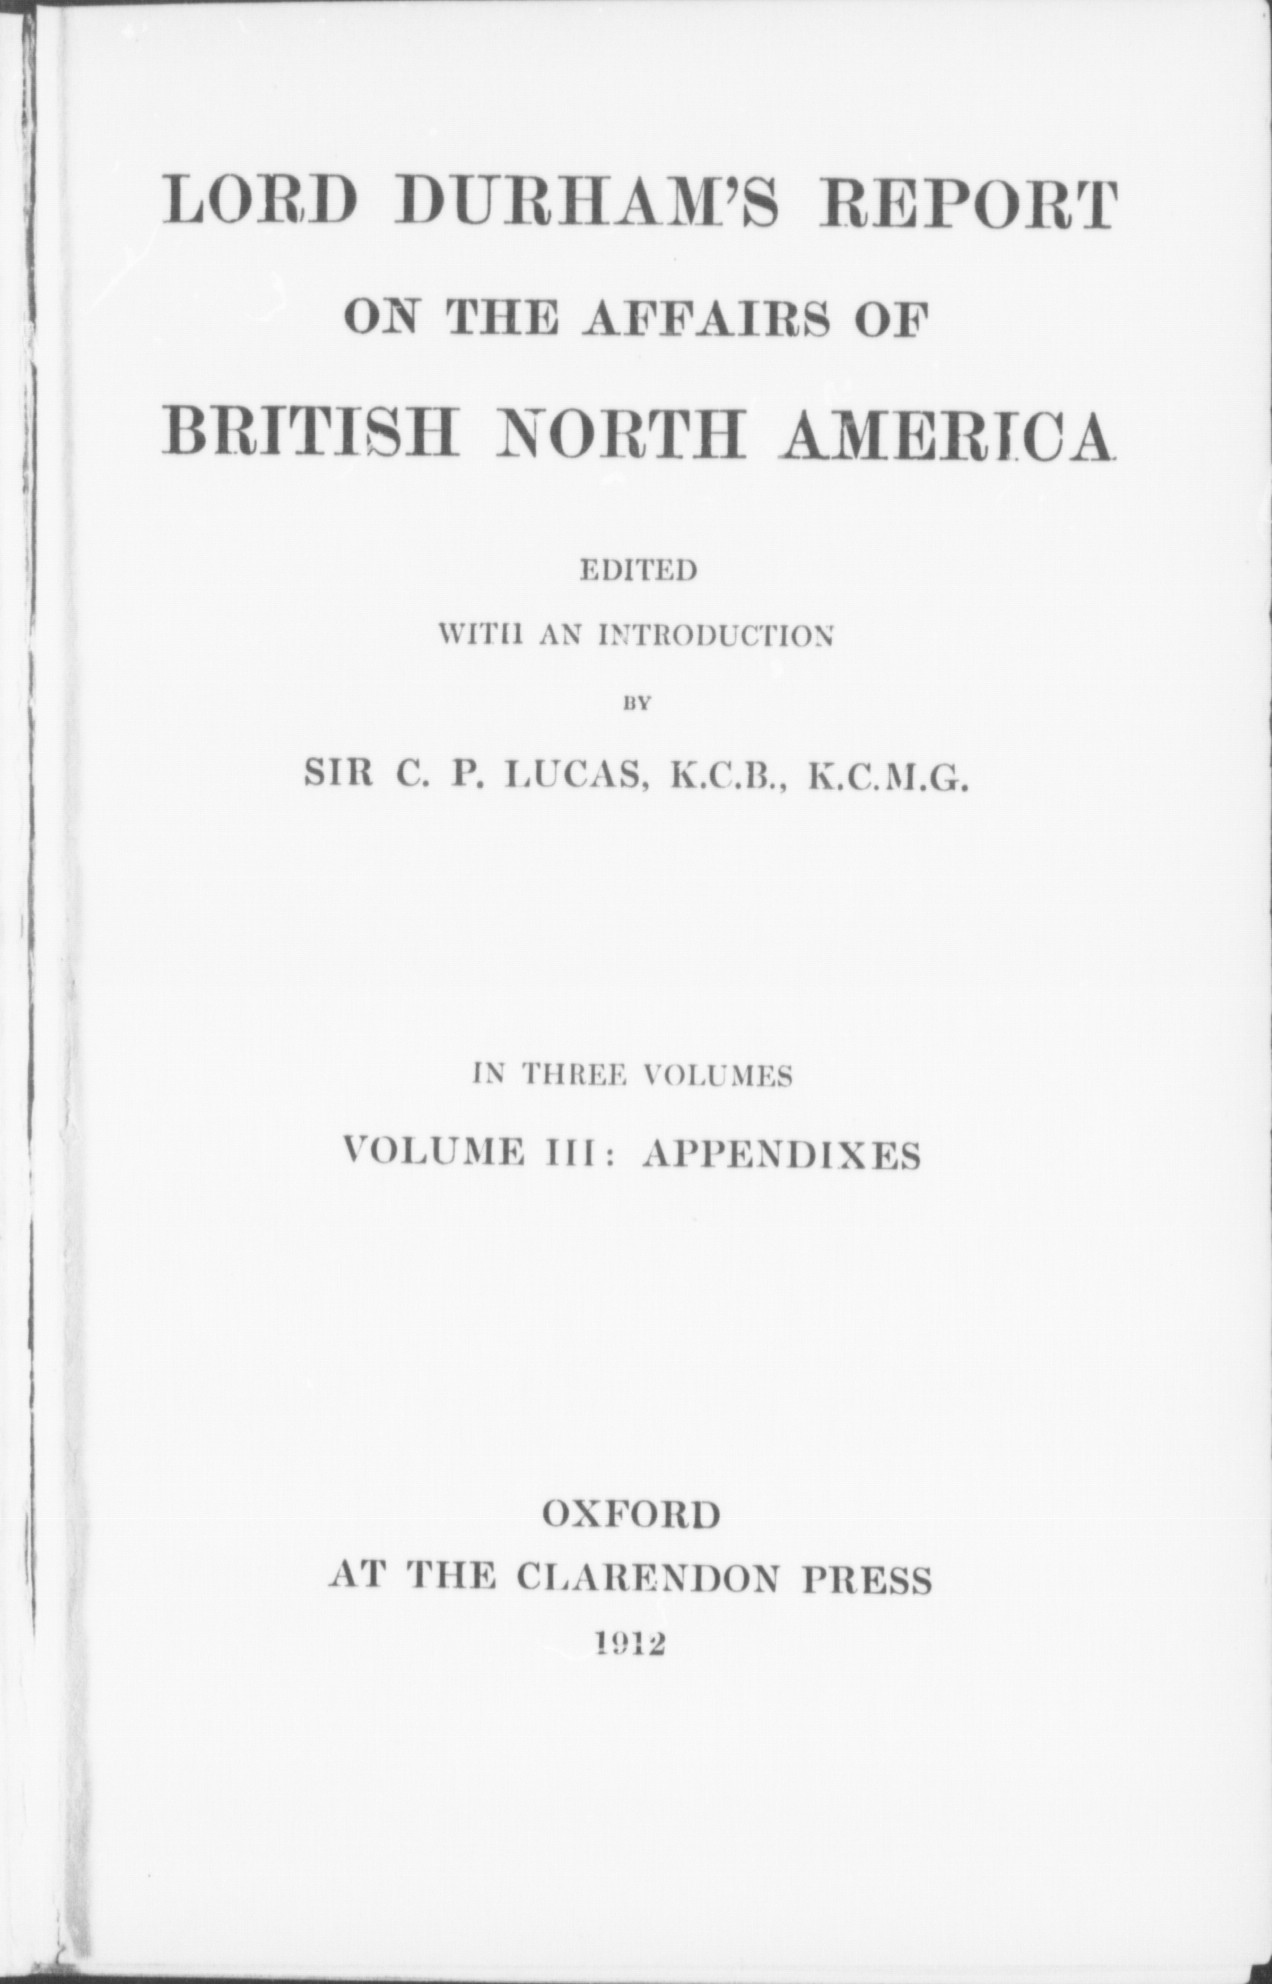 LORD DURHAM'S REPORT
ON THE AFFAIRS OF
BRITISH NORTH AMERICA
EDITED
WITH AN INTRODUCTION
BY
SIR C. P. LUCAS, K.C.B., K.C.M.G.
IN THREE VOLUMES
VOLUME III: APPENDIXES
OXFORD
AT THE CLARENDON PRESS
1912